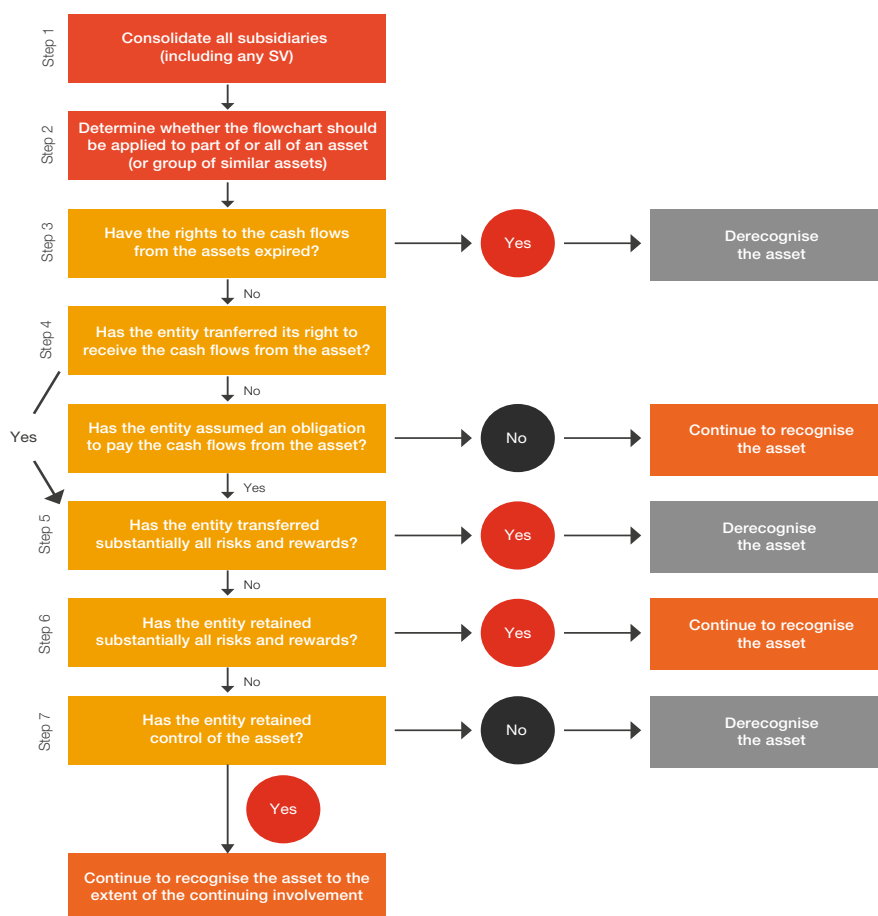 Step 1
Consolidate all subsidiaries
(including any SV)
Step 2
Determine whether the flowchart should
be applied to part of or all of an asset
(or group of similar assets)
Step 3
Have the rights to the cash flows
from the assets expired?
Yes
Derecognise
the asset
No
Step 4
Has the entity tranferred its right to
receive the cash flows from the asset?
No
Yes
Has the entity assumed an obligation
to pay the cash flows from the asset?
No
Continue to recognise
the asset
Yes
Step 5
Has the entity transferred
substantially all risks and rewards?
Yes
Derecognise
the asset
No
Step 6
Has the entity retained
substantially all risks and rewards?
Yes
Continue to recognise
the asset
No
Step 7
Has the entity retained
control of the asset?
No
Derecognise
the asset
Yes
Continue to recognise the asset to the
extent of the continuing involvement